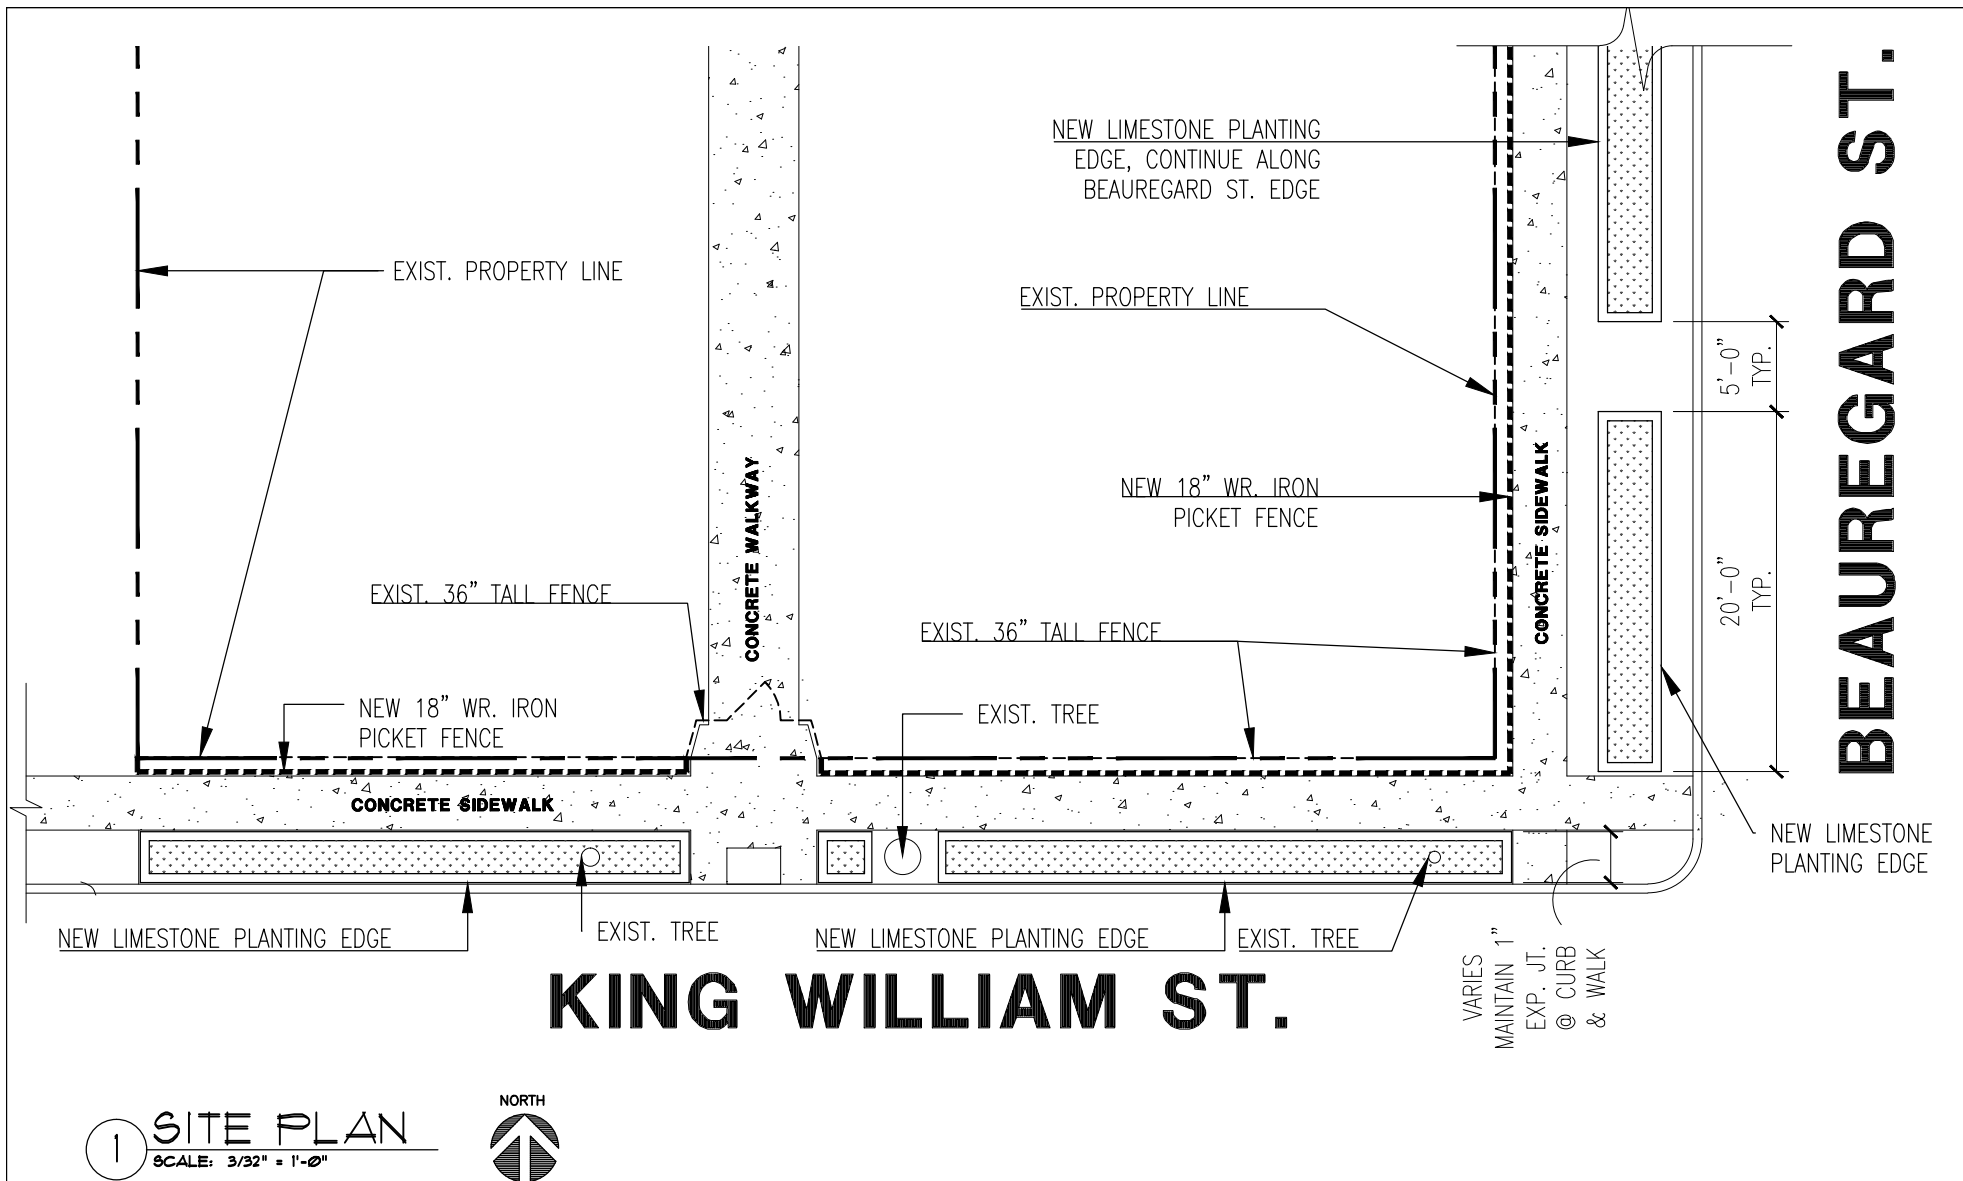 NEW LIMESTONE PLANTING
EDGE, CONTINUE ALONG
BEAUREGARD ST. EDGE
EXIST. PROPERTY LINE
EXIST. PROPERTY LINE
BEAUREGARD ST.
5'-0"
TYP.
CONCRETE WALKWAY
CONCRETE SIDEWALK
NEW 18" WR. IRON
PICKET FENCE
20'-0"
TYP.
EXIST. 36" TALL FENCE
EXIST. 36" TALL FENCE
NEW 18" WR. IRON
PICKET FENCE
EXIST. TREE
CONCRETE SIDEWALK
NEW LIMESTONE
PLANTING EDGE
NEW LIMESTONE PLANTING EDGE
EXIST. TREE
NEW LIMESTONE PLANTING EDGE
EXIST. TREE
VARIES
MAINTAIN 1"
EXP. JT.
@ CURB
& WALK
KING WILLIAM ST.
1
SITE PLAN
SCALE: 3/32" = 1'-0"
NORTH